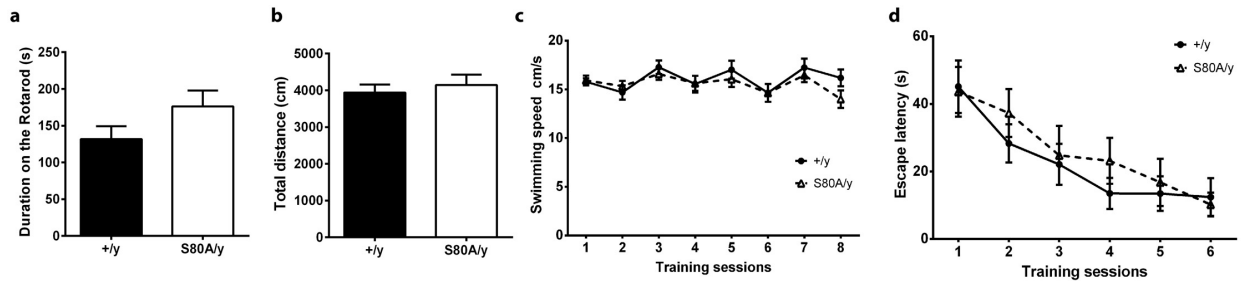 a
Duration on the Rotarod (s)
250
200
150
100
50
0
+/y
S80A/y
b
Total distance (cm)
5000
4000
3000
2000
1000
0
+/y
S80A/y
c
Swimming speed cm/s
20
15
10
5
0
+/y
S80A/y
1 2 3 4 5 6 7 8
Training sessions
d
Escape latency (s)
60
40
20
0
+/y
S80A/y
1 2 3 4 5 6
Training sessions